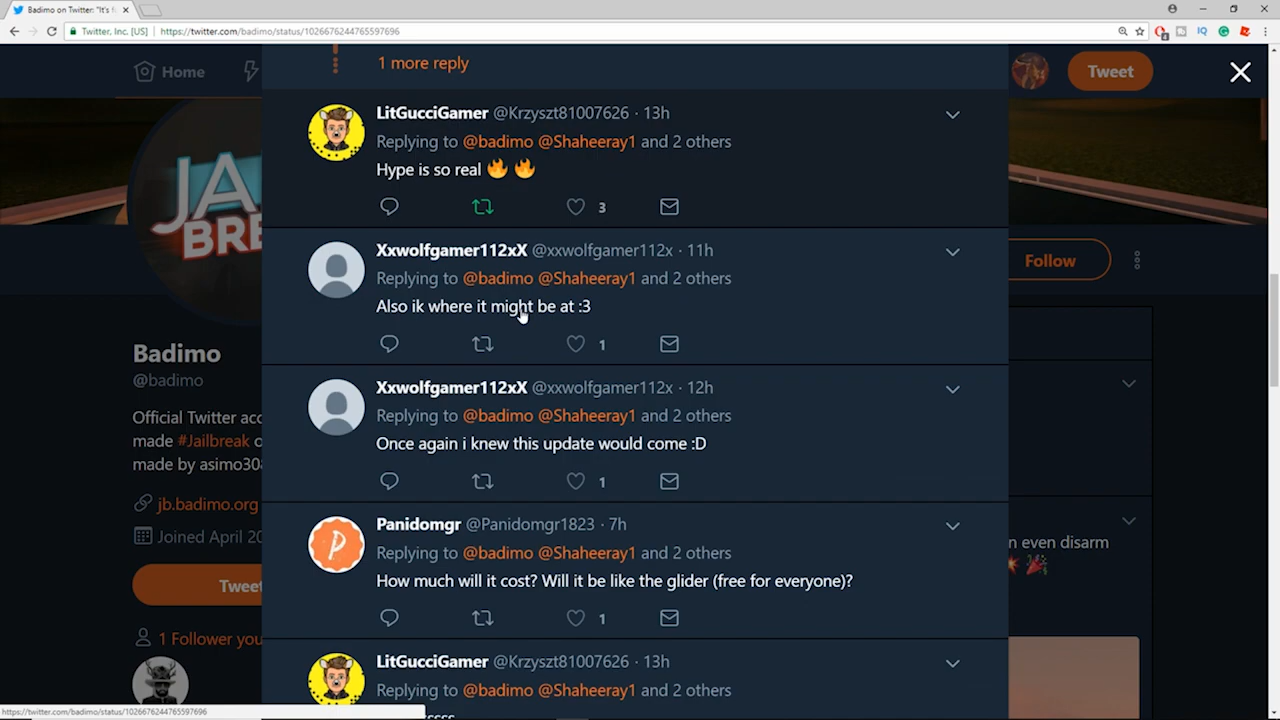 Badimo on Twitter: "It's f
Twitter, Inc. [US] https://twitter.com/badimo/status/1026676244765597696
Home
Tweet
1 more reply
LitGucciGamer @Krzyszt81007626 · 13h
Replying to @badimo @Shaheeray1 and 2 others
Hype is so real 🔥 🔥
3
JA
BRE
Xxwolfgamer112xX @xxwolfgamer112x · 11h
Replying to @badimo @Shaheeray1 and 2 others
Also ik where it might be at :3
1
Follow
Badimo
@badimo
Official Twitter acc
made #Jailbreak o
made by asimo308
jb.badimo.org
Joined April 20
Tweet
1 Follower you
Xxwolfgamer112xX @xxwolfgamer112x · 12h
Replying to @badimo @Shaheeray1 and 2 others
Once again i knew this update would come :D
1
Panidomgr @Panidomgr1823 · 7h
Replying to @badimo @Shaheeray1 and 2 others
How much will it cost? Will it be like the glider (free for everyone)?
1
n even disarm
LitGucciGamer @Krzyszt81007626 · 13h
Replying to @badimo @Shaheeray1 and 2 others
https://twitter.com/badimo/status/1026676244765597696